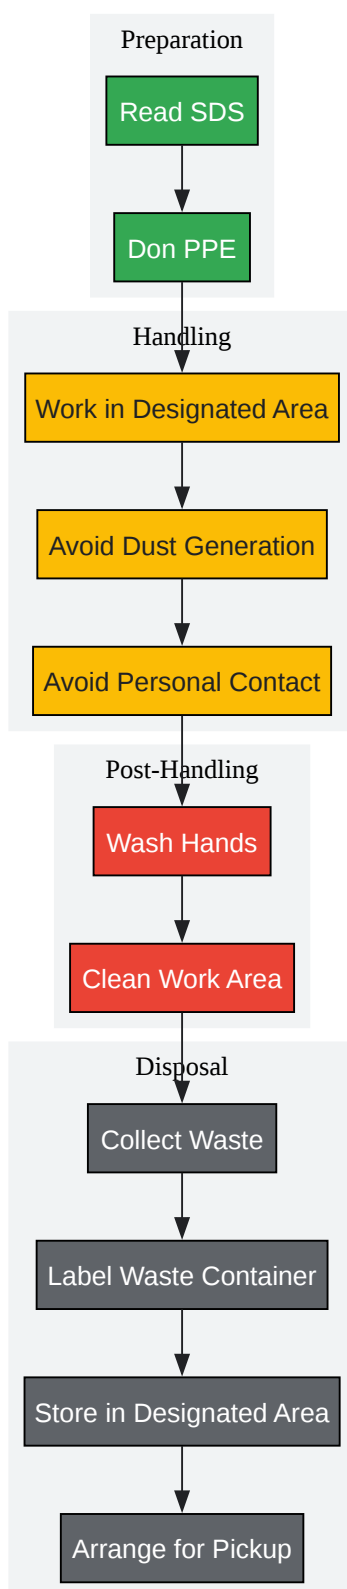 Preparation
Read SDS
Don PPE
Handling
Work in Designated Area
Avoid Dust Generation
Avoid Personal Contact
Post-Handling
Wash Hands
Clean Work Area
Disposal
Collect Waste
Label Waste Container
Store in Designated Area
Arrange for Pickup